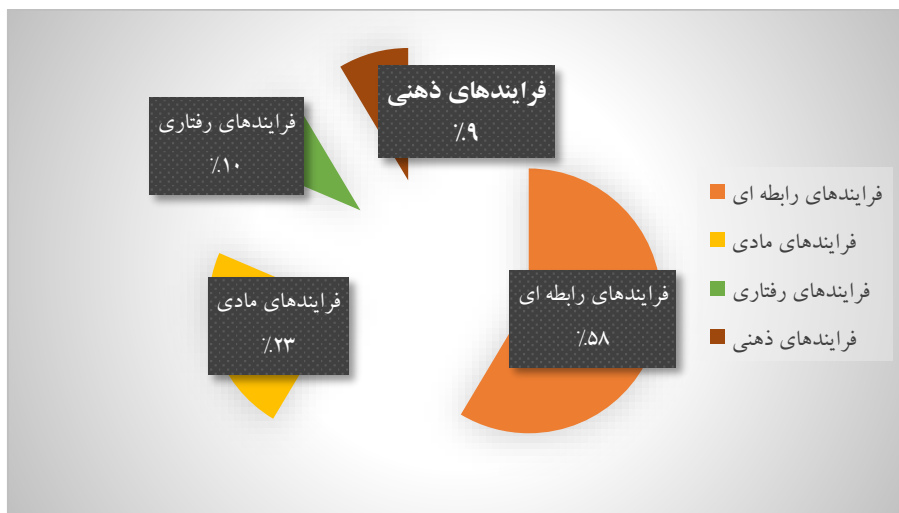 فرایندهای ذهنی
٪۹
فرایندهای رفتاری
٪۱۰
فرایندهای رابطه ای
٪۵۸
فرایندهای مادی
٪۲۳
فرایندهای رابطه ای
فرایندهای مادی
فرایندهای رفتاری
فرایندهای ذهنی